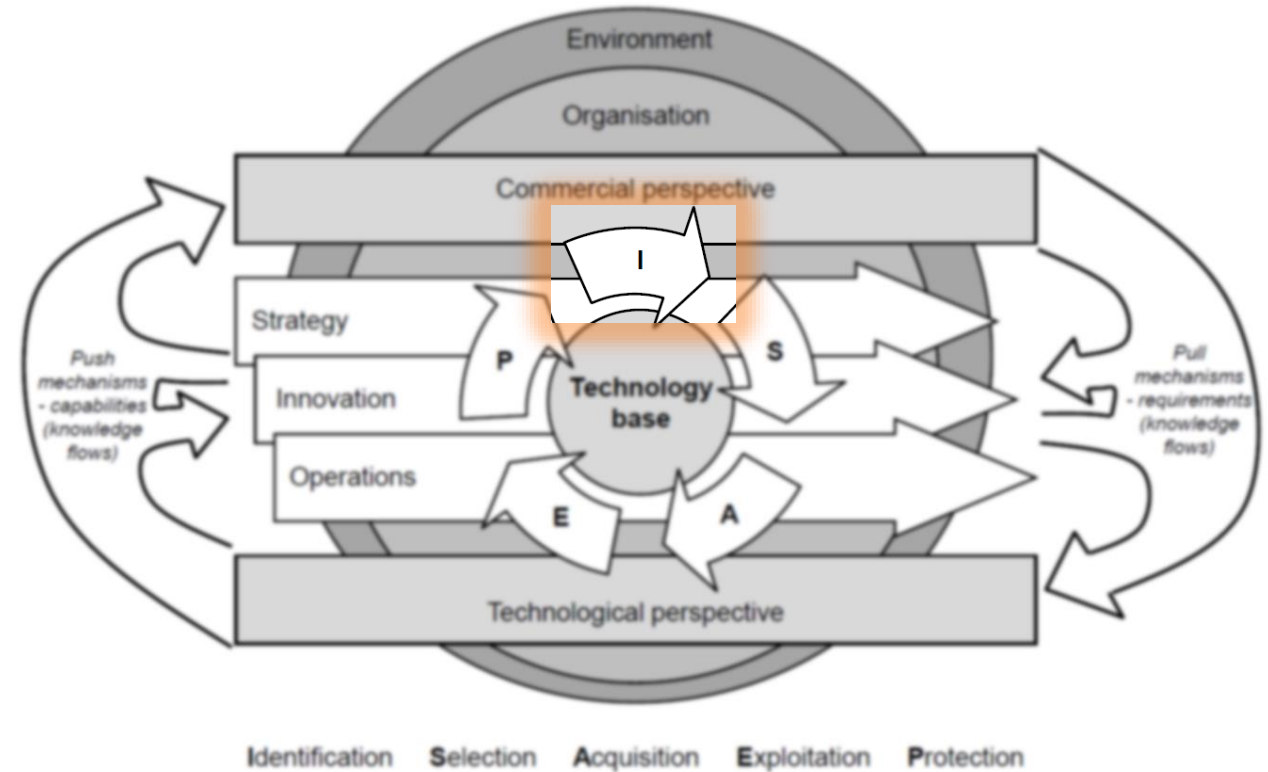 Environment
Organisation
Commercial perspective
I
Strategy
P
S
Push
mechanisms
- capabilities
(knowledge
flows)
Technology
base
Pull
mechanisms
- requirements
(knowledge
flows)
Innovation
Operations
E
A
Technological perspective
Identification Selection Acquisition Exploitation Protection